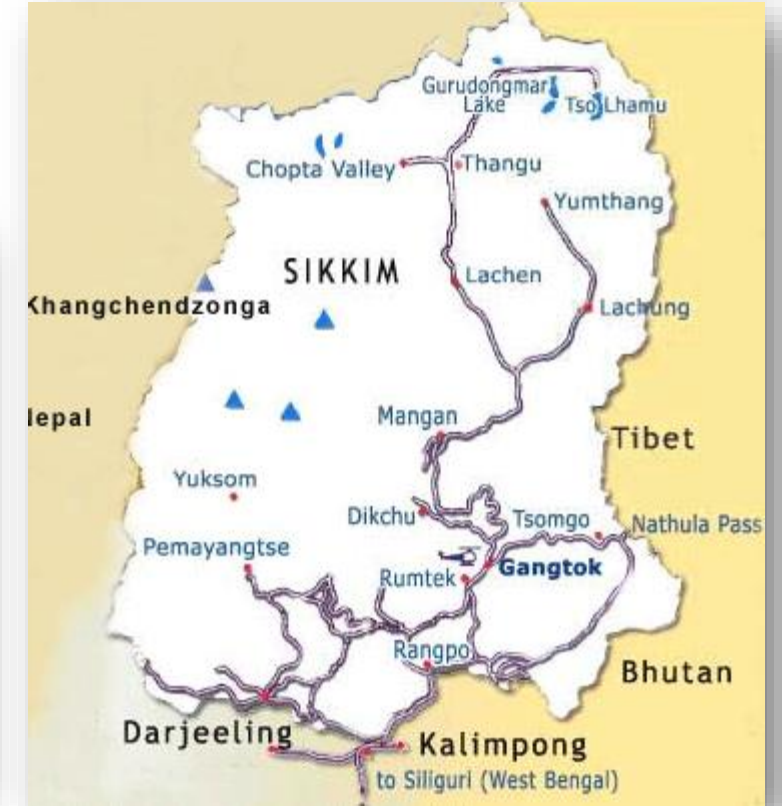 Gurudongmar
Lake
Tso Lhamu
Chopta Valley
Thangu
Yumthang
SIKKIM
Lachen
Khangchendzonga
Lachung
Mangan
lepal
Tibet
Yuksom
Dikchu
Tsomgo
Nathula Pass
Pemayangtse
Gangtok
Rumtek
Rangpo
Bhutan
Darjeeling
Kalimpong
to Siliguri (West Bengal)